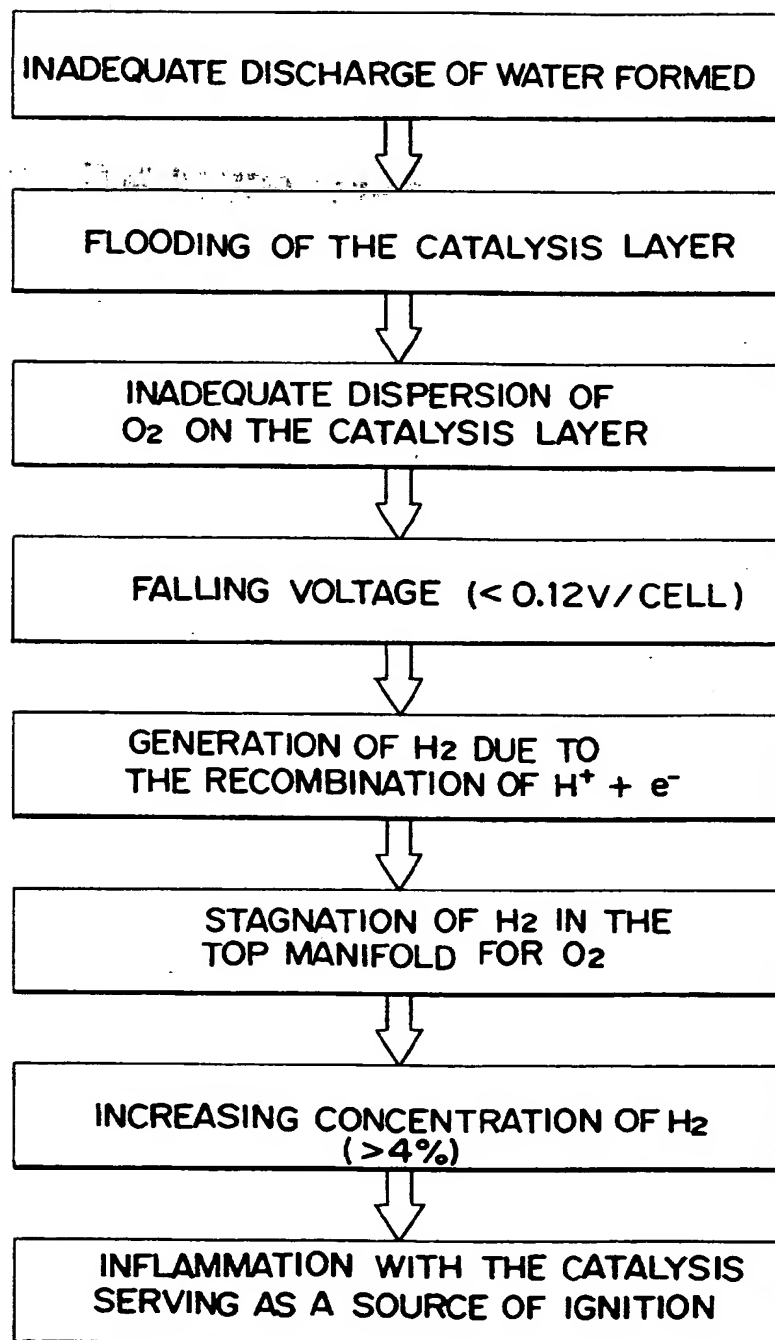 INADEQUATE DISCHARGE OF WATER FORMED
FLOODING OF THE CATALYSIS LAYER
INADEQUATE DISPERSION OF
O2 ON THE CATALYSIS LAYER
FALLING VOLTAGE (<0.12V/CELL)
GENERATION OF H2 DUE TO
THE RECOMBINATION OF H⁺ + e⁻
STAGNATION OF H2 IN THE
TOP MANIFOLD FOR O2
INCREASING CONCENTRATION OF H2
(>4%)
INFLAMMATION WITH THE CATALYSIS
SERVING AS A SOURCE OF IGNITION